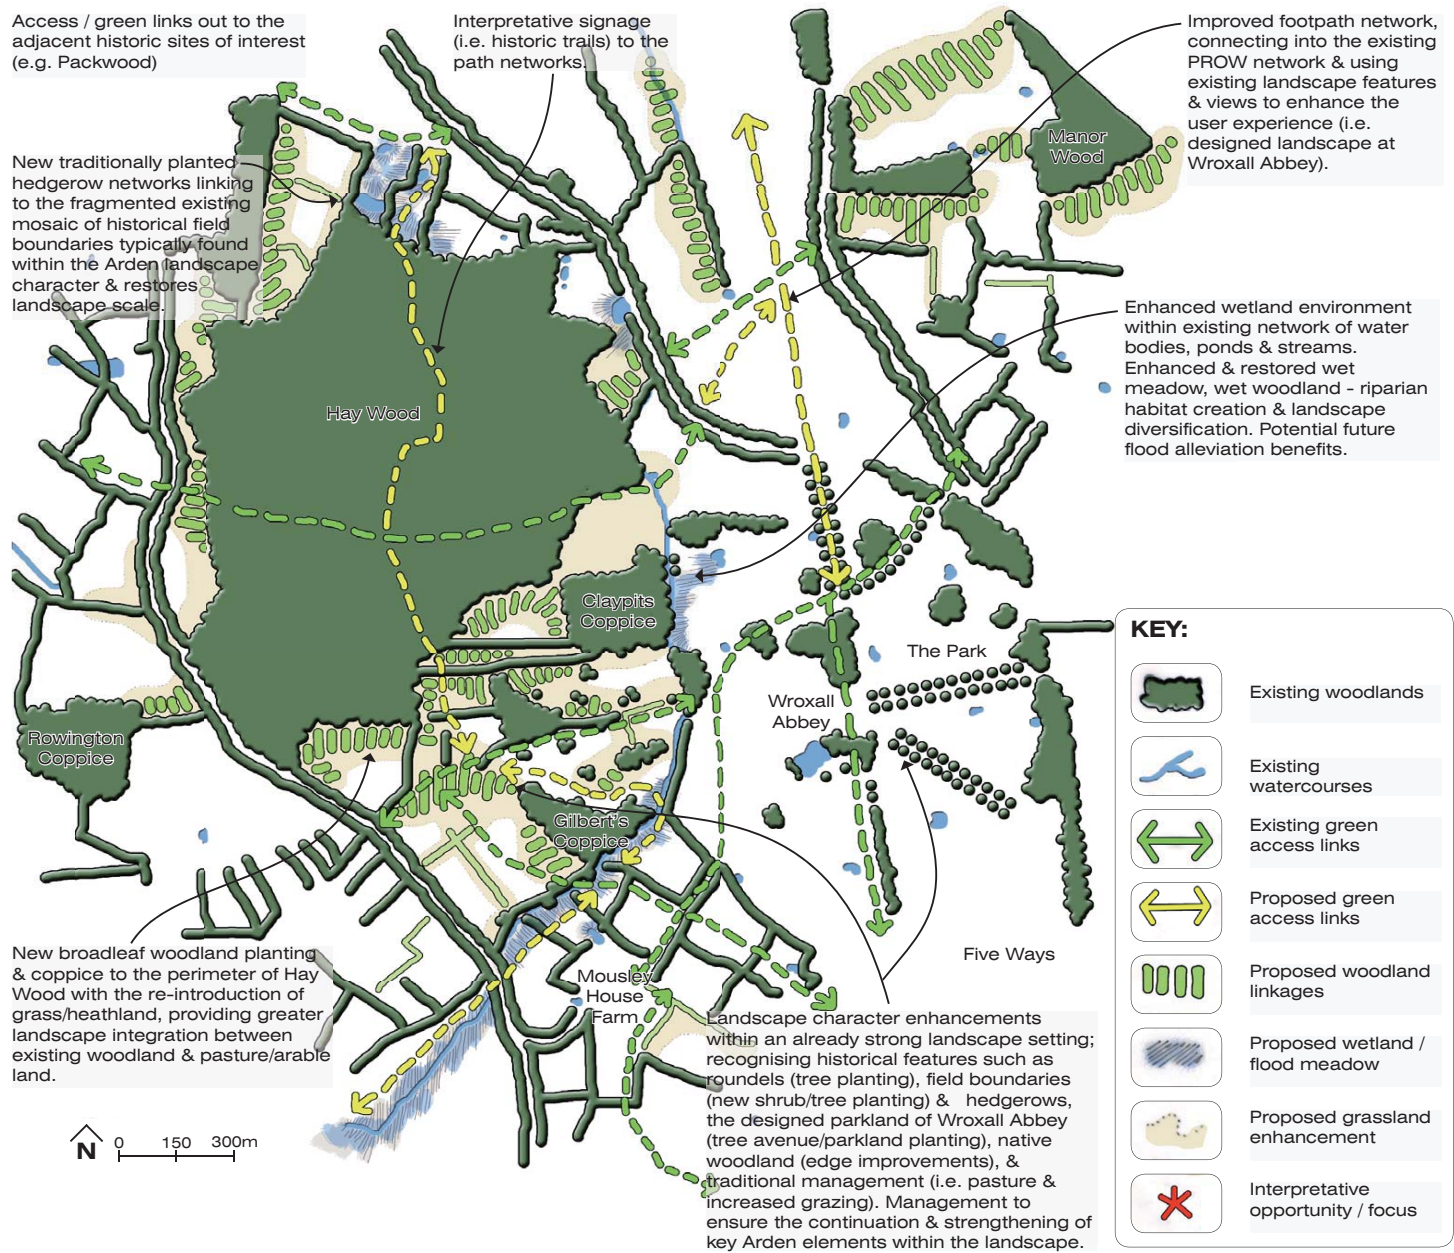 Access / green links out to the
adjacent historic sites of interest
(e.g. Packwood)
Interpretative signage
(i.e. historic trails) to the
path networks.
Improved footpath network,
connecting into the existing
PROW network & using
existing landscape features
& views to enhance the
user experience (i.e.
designed landscape at
Wroxall Abbey).
Manor
Wood
New traditionally planted
hedgerow networks linking
to the fragmented existing
mosaic of historical field
boundaries typically found
within the Arden landscape
character & restores
landscape scale.
Enhanced wetland environment
within existing network of water
bodies, ponds & streams.
Enhanced & restored wet
meadow, wet woodland - riparian
habitat creation & landscape
diversification. Potential future
flood alleviation benefits.
Hay Wood
Claypits
Coppice
The Park
Wroxall
Abbey
Rowington
Coppice
Gilbert's
Coppice
Five Ways
Mousley
House
Farm
New broadleaf woodland planting
& coppice to the perimeter of Hay
Wood with the re-introduction of
grass/heathland, providing greater
landscape integration between
existing woodland & pasture/arable
land.
Landscape character enhancements
within an already strong landscape setting;
recognising historical features such as
roundels (tree planting), field boundaries
(new shrub/tree planting) & hedgerows,
the designed parkland of Wroxall Abbey
(tree avenue/parkland planting), native
woodland (edge improvements), &
traditional management (i.e. pasture &
increased grazing). Management to
ensure the continuation & strengthening of
key Arden elements within the landscape.
N
0 150 300m
KEY:
Existing woodlands
Existing
watercourses
Existing green
access links
Proposed green
access links
Proposed woodland
linkages
Proposed wetland /
flood meadow
Proposed grassland
enhancement
Interpretative
opportunity / focus